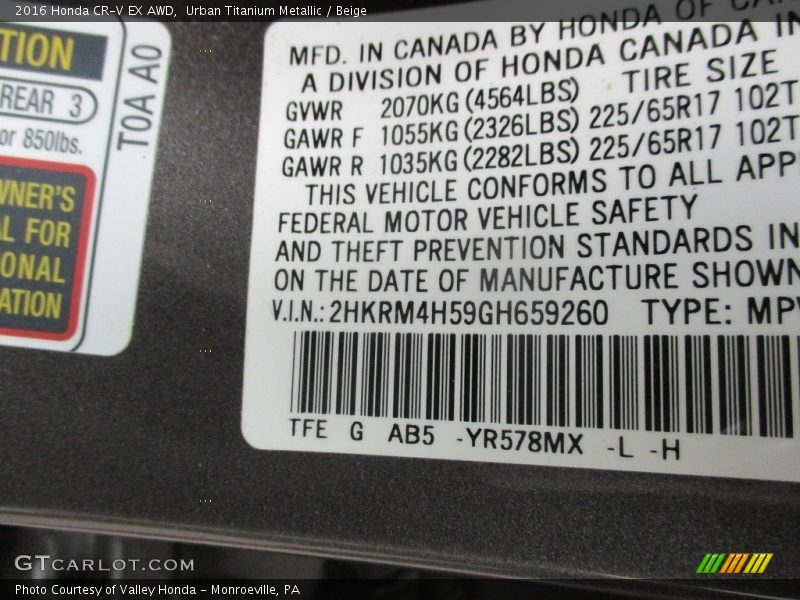 2016 Honda CR-V EX AWD, Urban Titanium Metallic / Beige
TION
REAR 3
or 850lbs.
WNER'S
AL FOR
ONAL
ATION
T0A A0
MFD. IN CANADA BY HONDA OF CA
A DIVISION OF HONDA CANADA IN
GVWR 2070KG (4564LBS) TIRE SIZE
GAWR F 1055KG (2326LBS) 225/65R17 102T
GAWR R 1035KG (2282LBS) 225/65R17 102T
THIS VEHICLE CONFORMS TO ALL APP
FEDERAL MOTOR VEHICLE SAFETY
AND THEFT PREVENTION STANDARDS IN
ON THE DATE OF MANUFACTURE SHOWN
V.I.N.: 2HKRM4H59GH659260 TYPE: MPV
TFE G AB5 -YR578MX -L -H
GTCARLOT.COM
Photo Courtesy of Valley Honda - Monroeville, PA